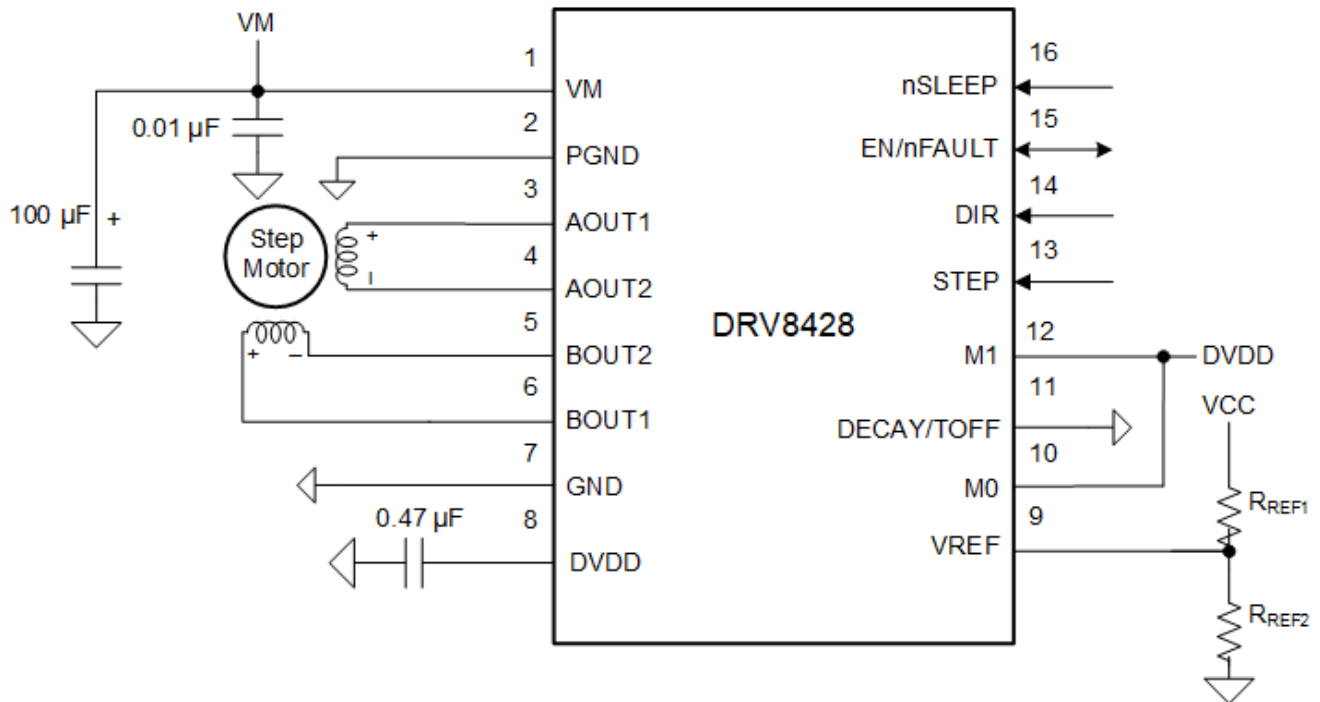 VM
1
VM
0.01 µF
2
PGND
3
AOUT1
100 µF +
Step
Motor
+
–
4
AOUT2
5
BOUT2
+ –
6
BOUT1
7
GND
0.47 µF
8
DVDD
DRV8428
16
nSLEEP
15
EN/nFAULT
14
DIR
13
STEP
12
M1
DVDD
11
VCC
DECAY/TOFF
10
M0
RREF1
9
VREF
RREF2